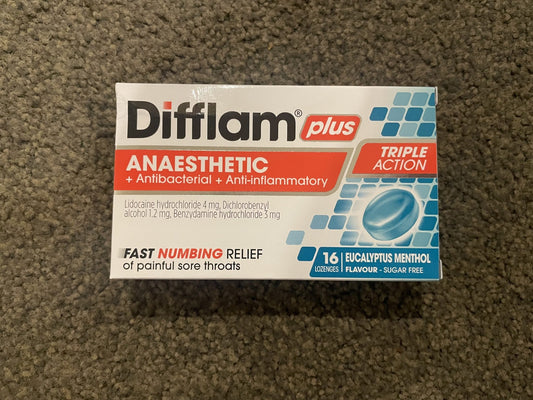 Difflam® plus
ANAESTHETIC
+ Antibacterial + Anti-inflammatory
TRIPLE
ACTION
Lidocaine hydrochloride 4 mg, Dichlorobenzyl
alcohol 1.2 mg, Benzydamine hydrochloride 3 mg
FAST NUMBING RELIEF
of painful sore throats
16
LOZENGES
EUCALYPTUS MENTHOL
FLAVOUR - SUGAR FREE